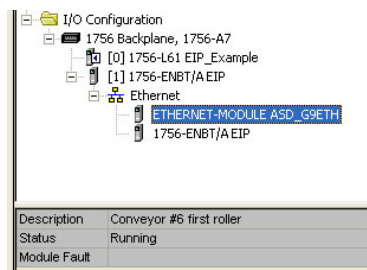 I/O Configuration
1756 Backplane, 1756-A7
[0] 1756-L61 EIP_Example
[1] 1756-ENBT/A EIP
Ethernet
ETHERNET-MODULE ASD_G9ETH
1756-ENBT/A EIP
Description Conveyor #6 first roller
Status Running
Module Fault